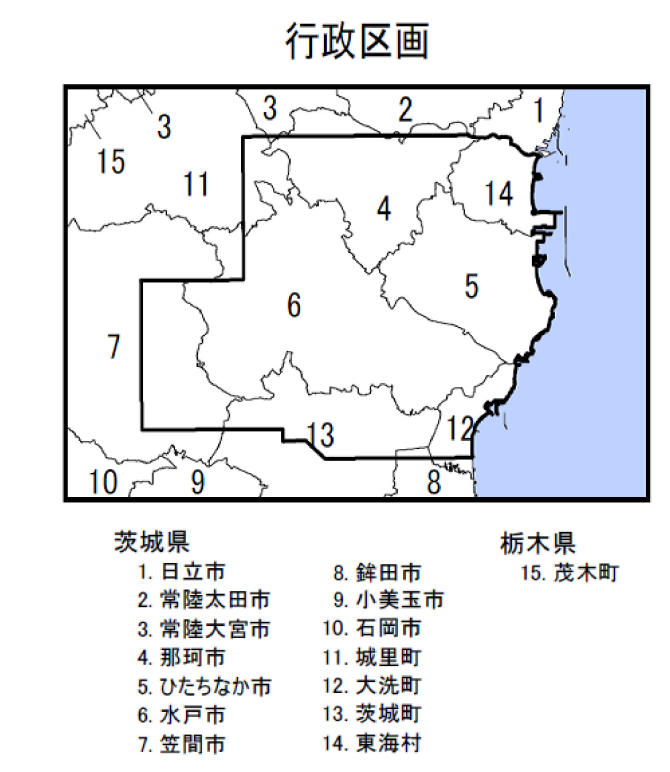 行政区画
3
2
1
3
15
11
4
14
5
6
7
13
12
10
9
8
茨城県
1. 日立市
2. 常陸太田市
3. 常陸大宮市
4. 那珂市
5. ひたちなか市
6. 水戸市
7. 笠間市
8. 鉾田市
9. 小美玉市
10. 石岡市
11. 城里町
12. 大洗町
13. 茨城町
14. 東海村
栃木県
15. 茂木町